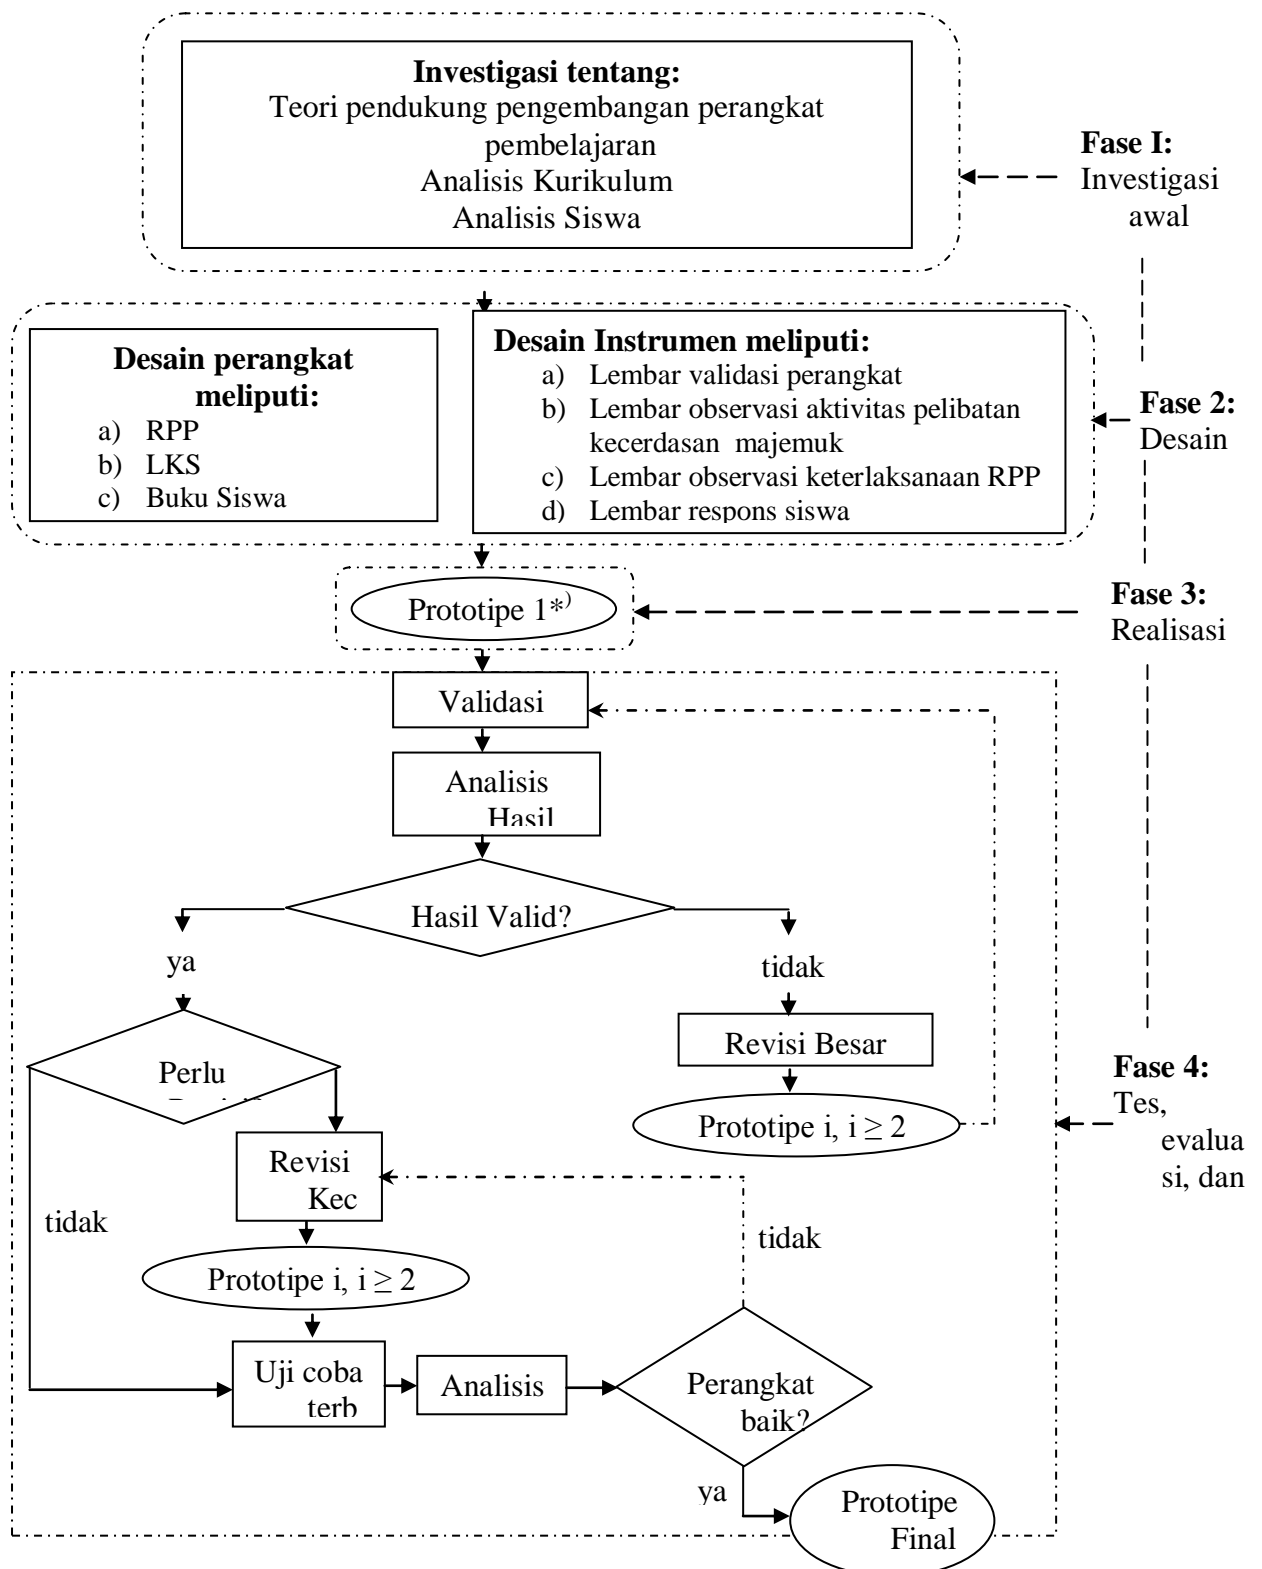 Investigasi tentang:
Teori pendukung pengembangan perangkat
pembelajaran
Analisis Kurikulum
Analisis Siswa
Fase I:
Investigasi
awal
Desain perangkat
meliputi:
a) RPP
b) LKS
c) Buku Siswa
Desain Instrumen meliputi:
a) Lembar validasi perangkat
b) Lembar observasi aktivitas pelibatan
kecerdasan majemuk
c) Lembar observasi keterlaksanaan RPP
d) Lembar respons siswa
Fase 2:
Desain
Prototipe 1*)
Fase 3:
Realisasi
Validasi
Analisis
Hasil
Hasil Valid?
ya
tidak
Perlu
Revisi Besar
Prototipe i, i ≥ 2
Fase 4:
Tes,
evalua
si, dan
Revisi
Kec
tidak
tidak
Prototipe i, i ≥ 2
Uji coba
terb
Analisis
Perangkat
baik?
ya
Prototipe
Final